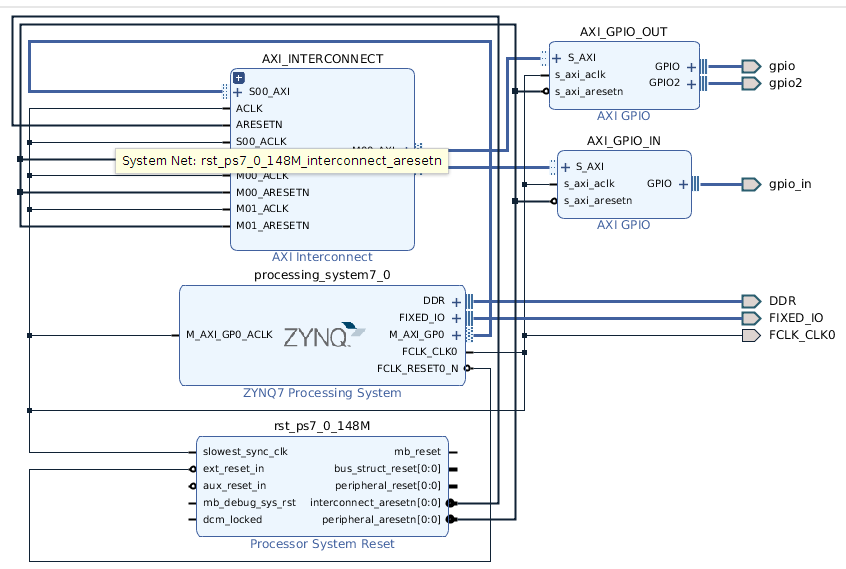 AXI_INTERCONNECT
S00_AXI
ACLK
ARESETN
S00_ACLK
System Net: rst_ps7_0_148M_interconnect_aresetn
M00_ACLK
M00_ARESETN
M01_ACLK
M01_ARESETN
AXI Interconnect
AXI_GPIO_OUT
S_AXI
s_axi_aclk
s_axi_aresetn
GPIO
GPIO2
AXI GPIO
gpio
gpio2
AXI_GPIO_IN
S_AXI
s_axi_aclk
s_axi_aresetn
GPIO
AXI GPIO
gpio_in
processing_system7_0
M_AXI_GP0_ACLK
ZYNQ
DDR
FIXED_IO
M_AXI_GP0
FCLK_CLK0
FCLK_RESET0_N
ZYNQ7 Processing System
DDR
FIXED_IO
FCLK_CLK0
rst_ps7_0_148M
slowest_sync_clk
ext_reset_in
aux_reset_in
mb_debug_sys_rst
dcm_locked
mb_reset
bus_struct_reset[0:0]
peripheral_reset[0:0]
interconnect_aresetn[0:0]
peripheral_aresetn[0:0]
Processor System Reset